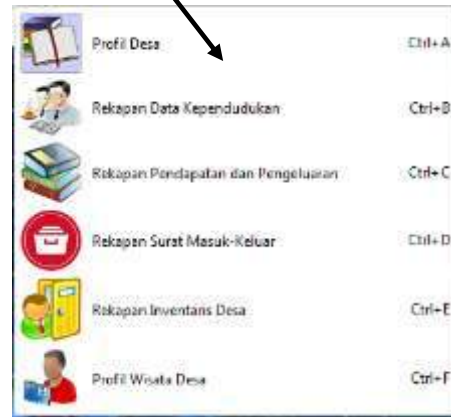 Profil Desa Ctrl+A
Rekapan Data Kependudukan Ctrl+B
Rekapan Pendapatan dan Pengeluaran Ctrl+C
Rekapan Surat Masuk-Keluar Ctrl+D
Rekapan Inventaris Desa Ctrl+E
Profil Wisata Desa Ctrl+F